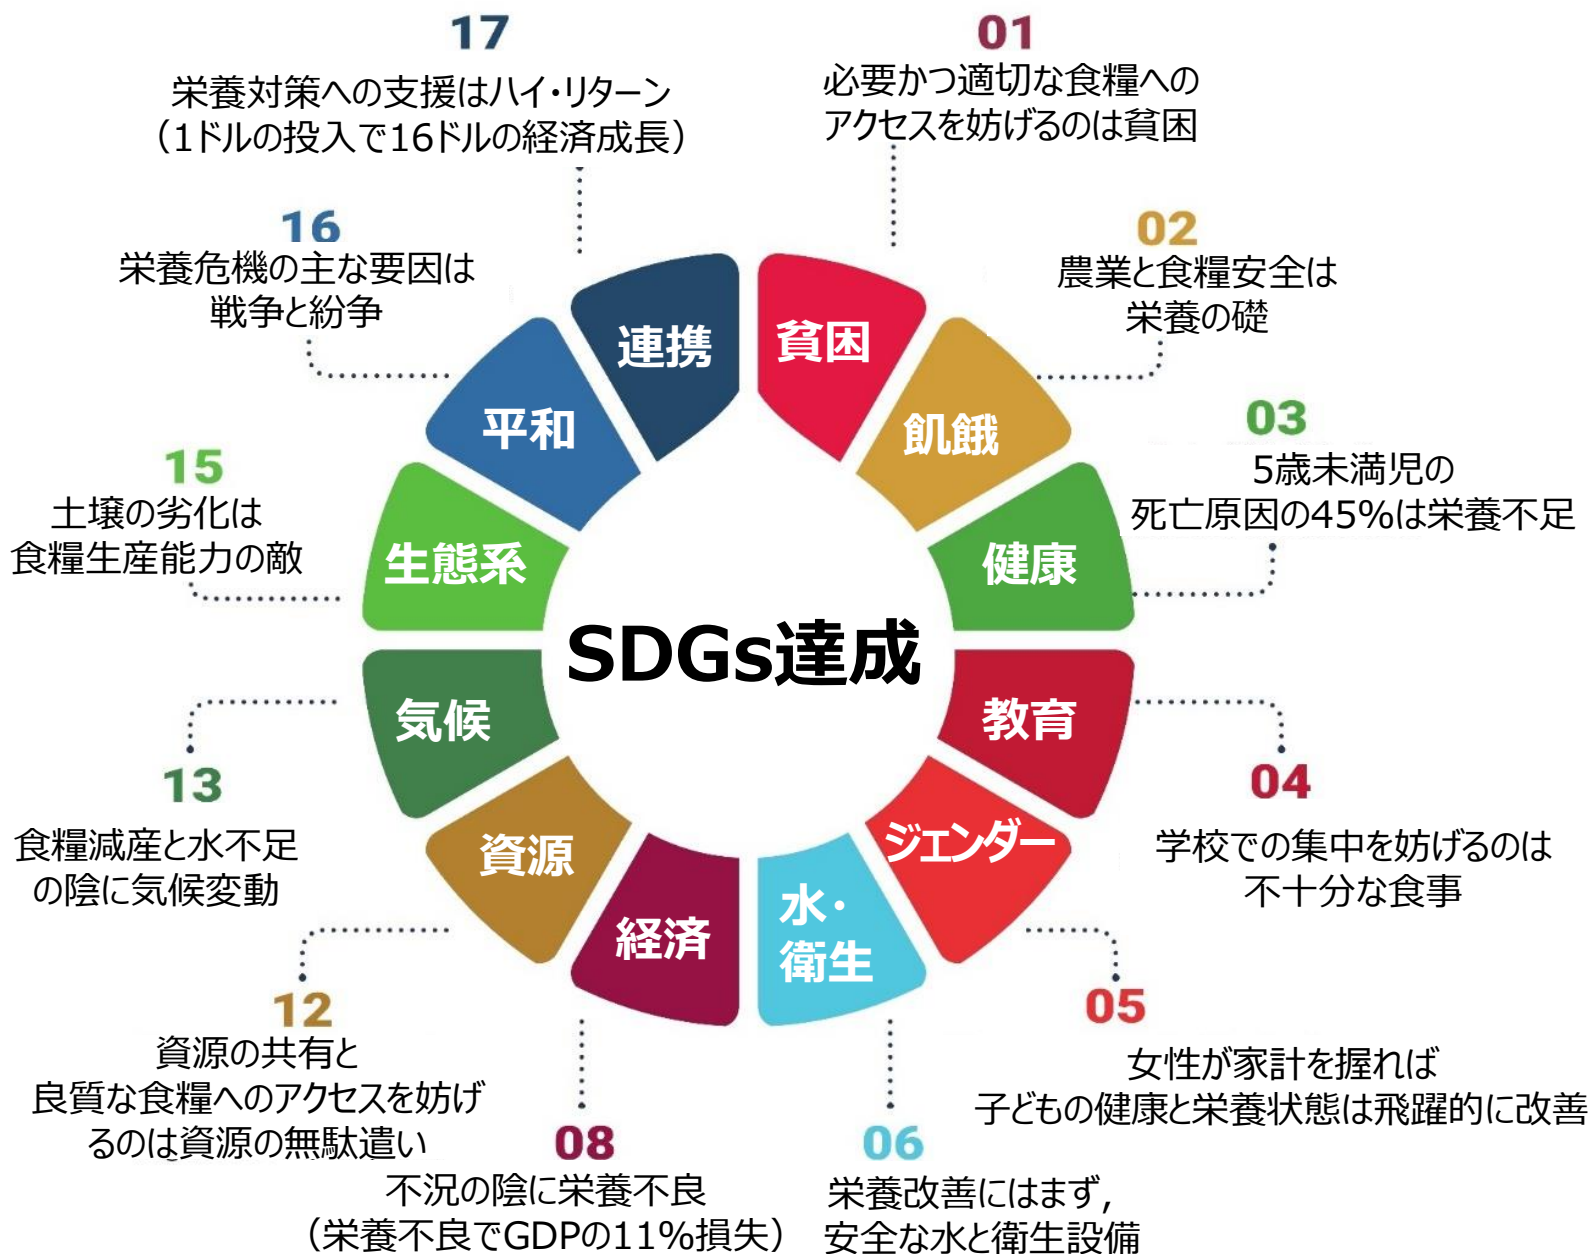 17
栄養対策への支援はハイ・リターン
（1ドルの投入で16ドルの経済成長）
01
必要かつ適切な食糧への
アクセスを妨げるのは貧困
16
栄養危機の主な要因は
戦争と紛争
02
農業と食糧安全は
栄養の礎
連携
貧困
平和
飢餓
15
土壌の劣化は
食糧生産能力の敵
03
5歳未満児の
死亡原因の45%は栄養不足
生態系
健康
SDGs達成
気候
教育
13
食糧減産と水不足
の陰に気候変動
04
学校での集中を妨げるのは
不十分な食事
資源
ジェンダー
経済
水・
衛生
12
資源の共有と
良質な食糧へのアクセスを妨げ
るのは資源の無駄遣い
05
女性が家計を握れば
子どもの健康と栄養状態は飛躍的に改善
08
不況の陰に栄養不良
（栄養不良でGDPの11%損失）
06
栄養改善にはまず,
安全な水と衛生設備